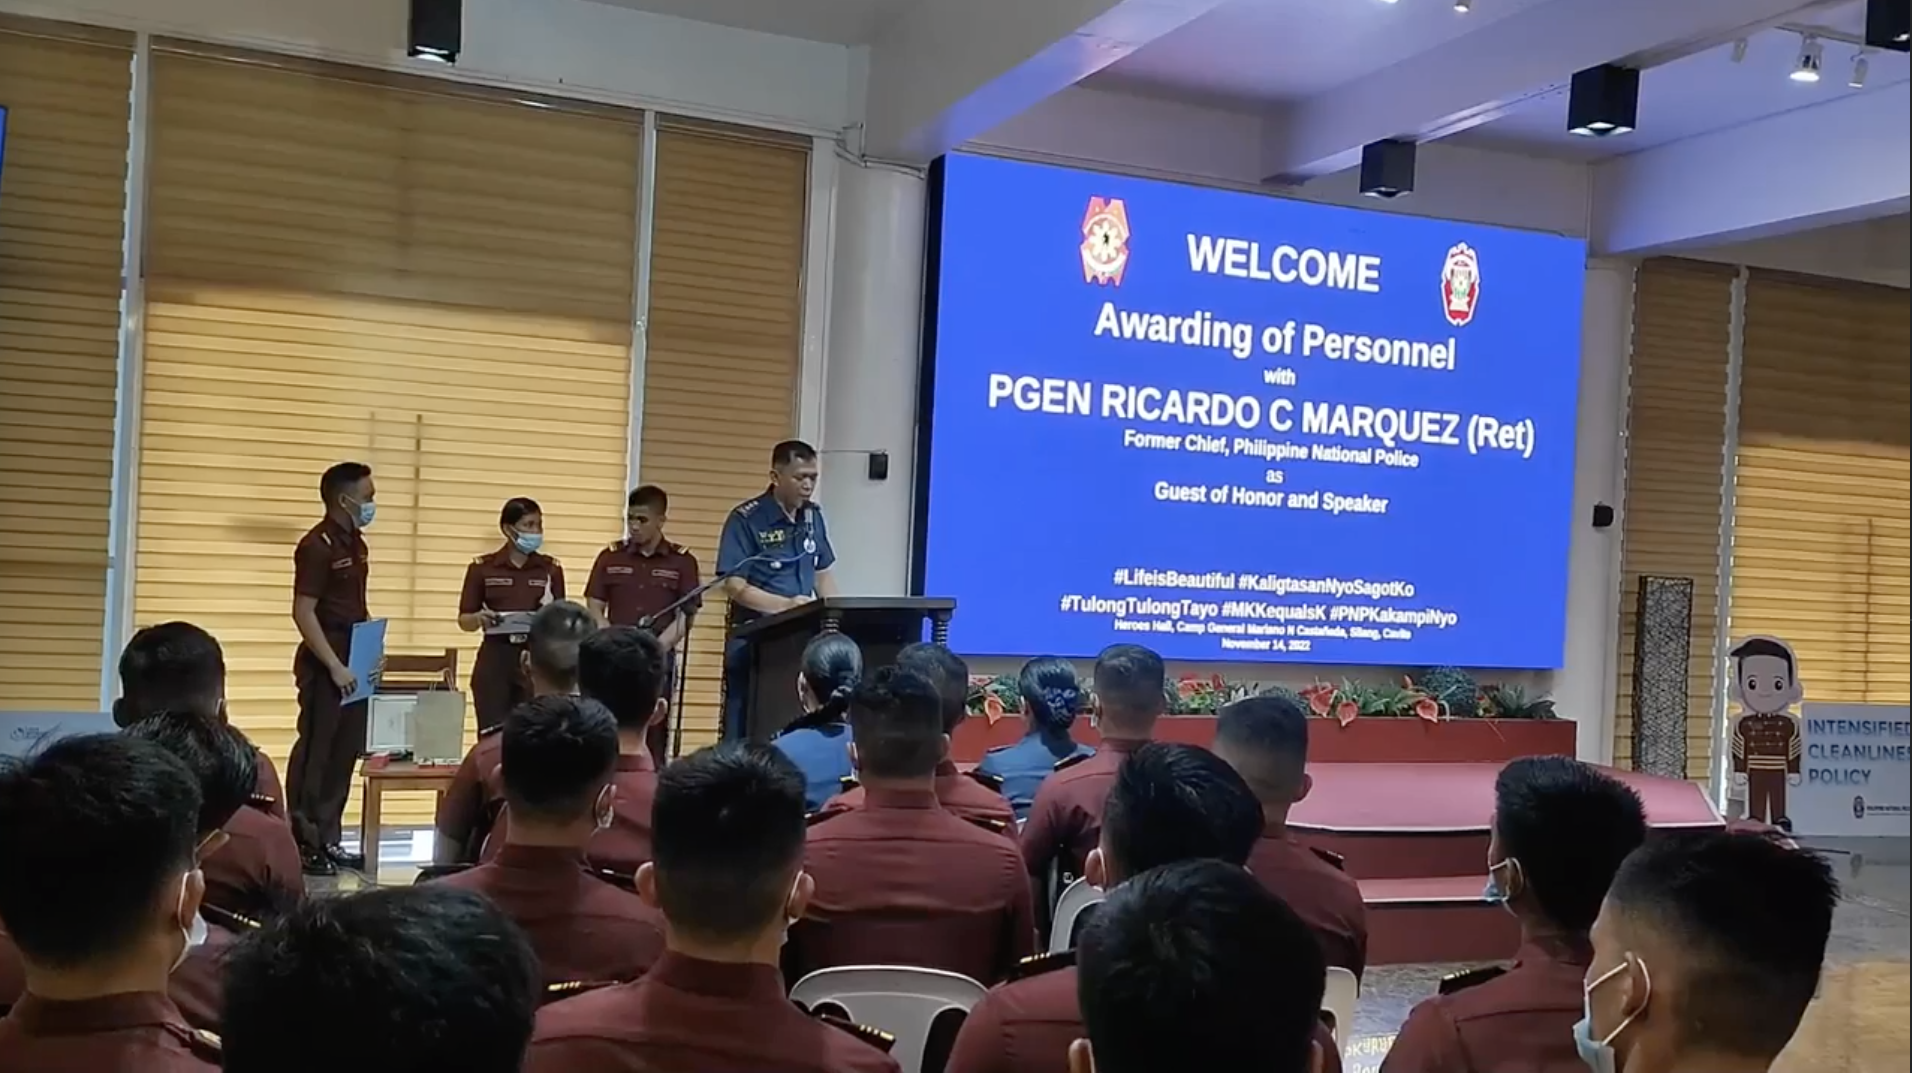 WELCOME
Awarding of Personnel
with
PGEN RICARDO C MARQUEZ (Ret)
Former Chief, Philippine National Police
as
Guest of Honor and Speaker
#LifeisBeautiful #KaligtasanNyoSagotKo
#TulongTulongTayo #MKKequalsK #PNPKakampiNyo
Heroes Hall, Camp General Mariano N Castañeda, Silang, Cavite
November 14, 2022
INTENSIFIED
CLEANLINES
POLICY